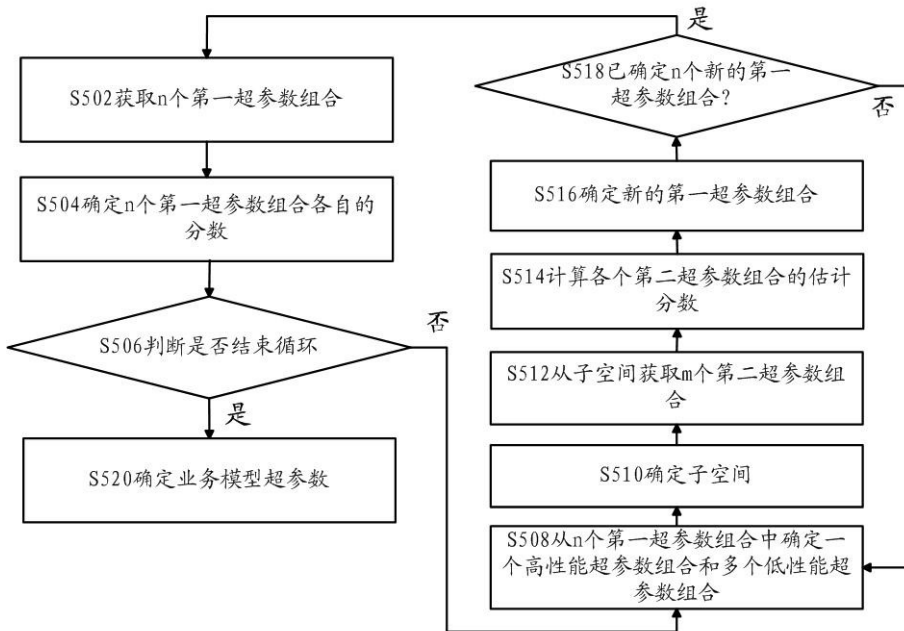 S502获取n个第一超参数组合
S504确定n个第一超参数组合各自的
分数
S506判断是否结束循环
否
是
S520确定业务模型超参数
是
S518已确定n个新的第一
超参数组合?
否
S516确定新的第一超参数组合
S514计算各个第二超参数组合的估计
分数
S512从子空间获取m个第二超参数组
合
S510确定子空间
S508从n个第一超参数组合中确定一
个高性能超参数组合和多个低性能超
参数组合